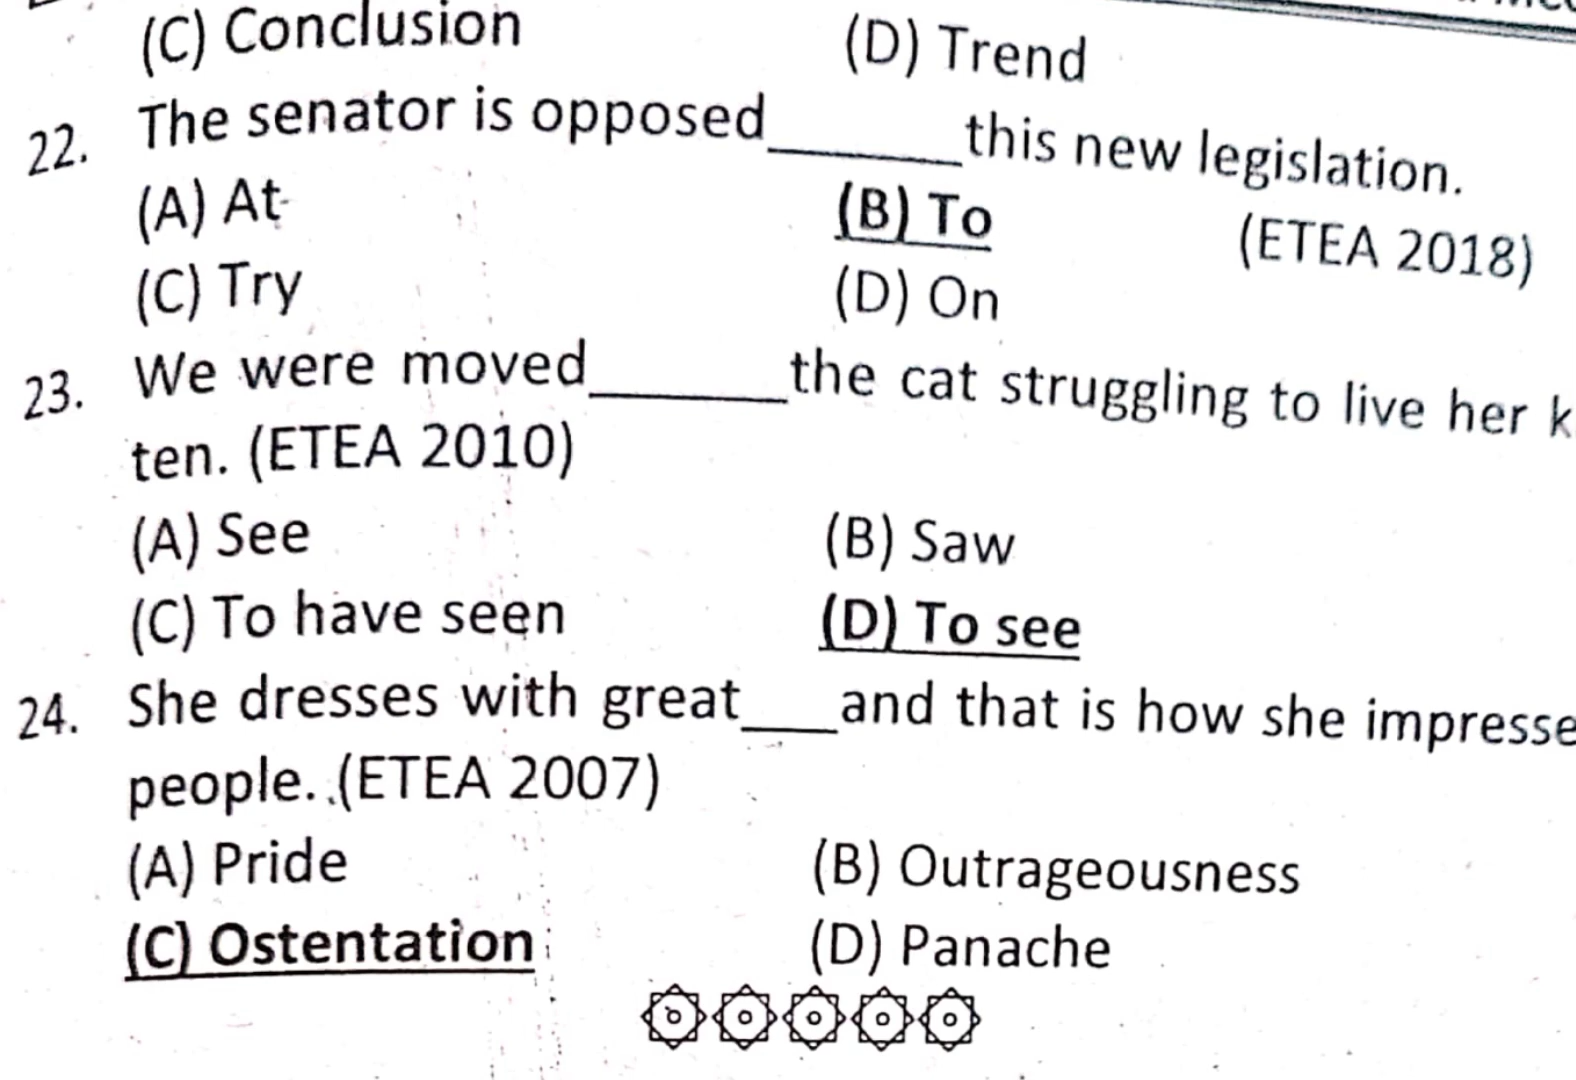 (C) Conclusion (D) Trend
22. The senator is opposed______this new legislation.
(A) At (B) To (ETEA 2018)
(C) Try (D) On
23. We were moved______the cat struggling to live her k
ten. (ETEA 2010)
(A) See (B) Saw
(C) To have seen (D) To see
24. She dresses with great___and that is how she impresse
people. (ETEA 2007)
(A) Pride (B) Outrageousness
(C) Ostentation (D) Panache